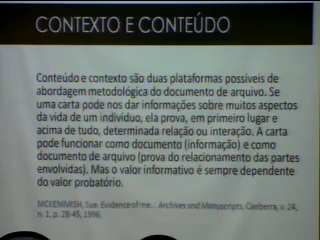 CONTEXTO E CONTEÚDO
Conteúdo e contexto são duas plataformas possíveis de
abordagem metodológica do documento de arquivo. Se
uma carta pode nos dar informações sobre muitos aspectos
da vida de um indivíduo, ela prova, em primeiro lugar e
acima de tudo, determinada relação ou interação. A carta
pode funcionar como documento (informação) e como
documento de arquivo (prova do relacionamento das partes
envolvidas). Mas o valor informativo é sempre dependente
do valor probatório.
MCKEMMISH, Sue. Evidence of me... Archives and Manuscripts, Canberra, v. 24,
n. 1, p. 28-45, 1996.